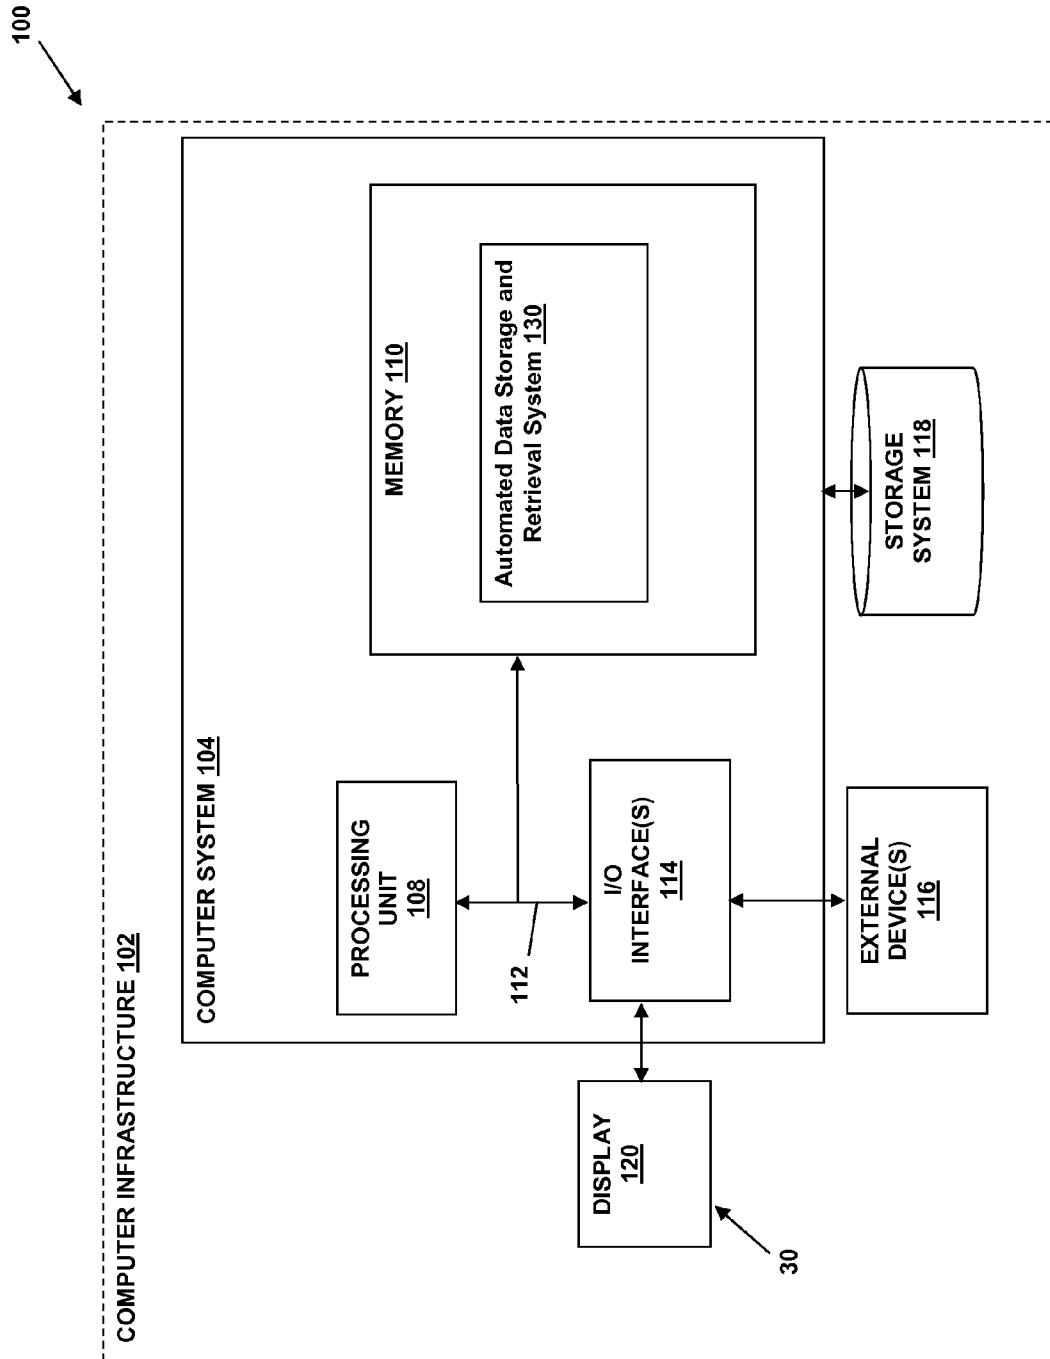 100
COMPUTER INFRASTRUCTURE 102
COMPUTER SYSTEM 104
PROCESSING
UNIT
108
MEMORY 110
Automated Data Storage and
Retrieval System 130
112
I/O
INTERFACE(S)
114
DISPLAY
120
30
EXTERNAL
DEVICE(S)
116
STORAGE
SYSTEM 118